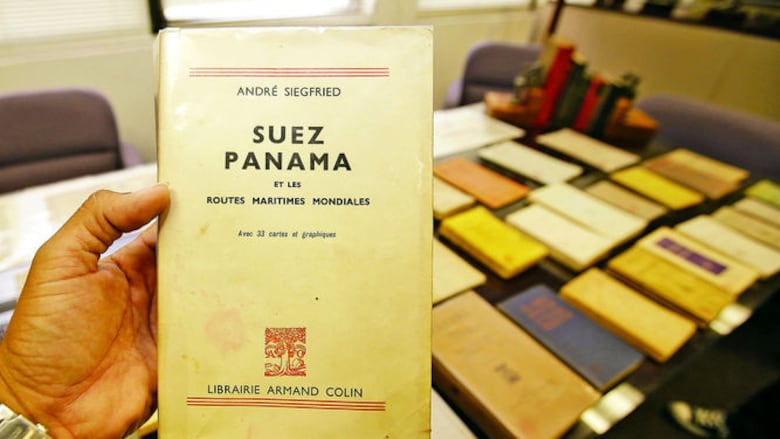 ANDRÉ SIEGFRIED
SUEZ
PANAMA
ET LES
ROUTES MARITIMES MONDIALES
Avec 33 cartes et graphiques
LIBRAIRIE ARMAND COLIN